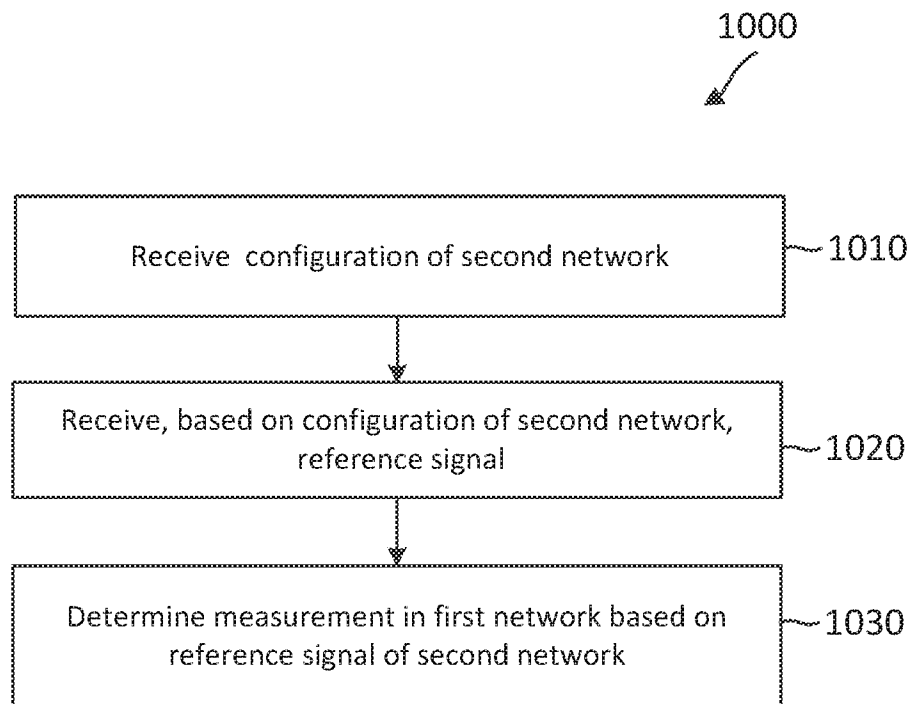 1000
Receive configuration of second network
1010
Receive, based on configuration of second network,
reference signal
1020
Determine measurement in first network based on
reference signal of second network
1030